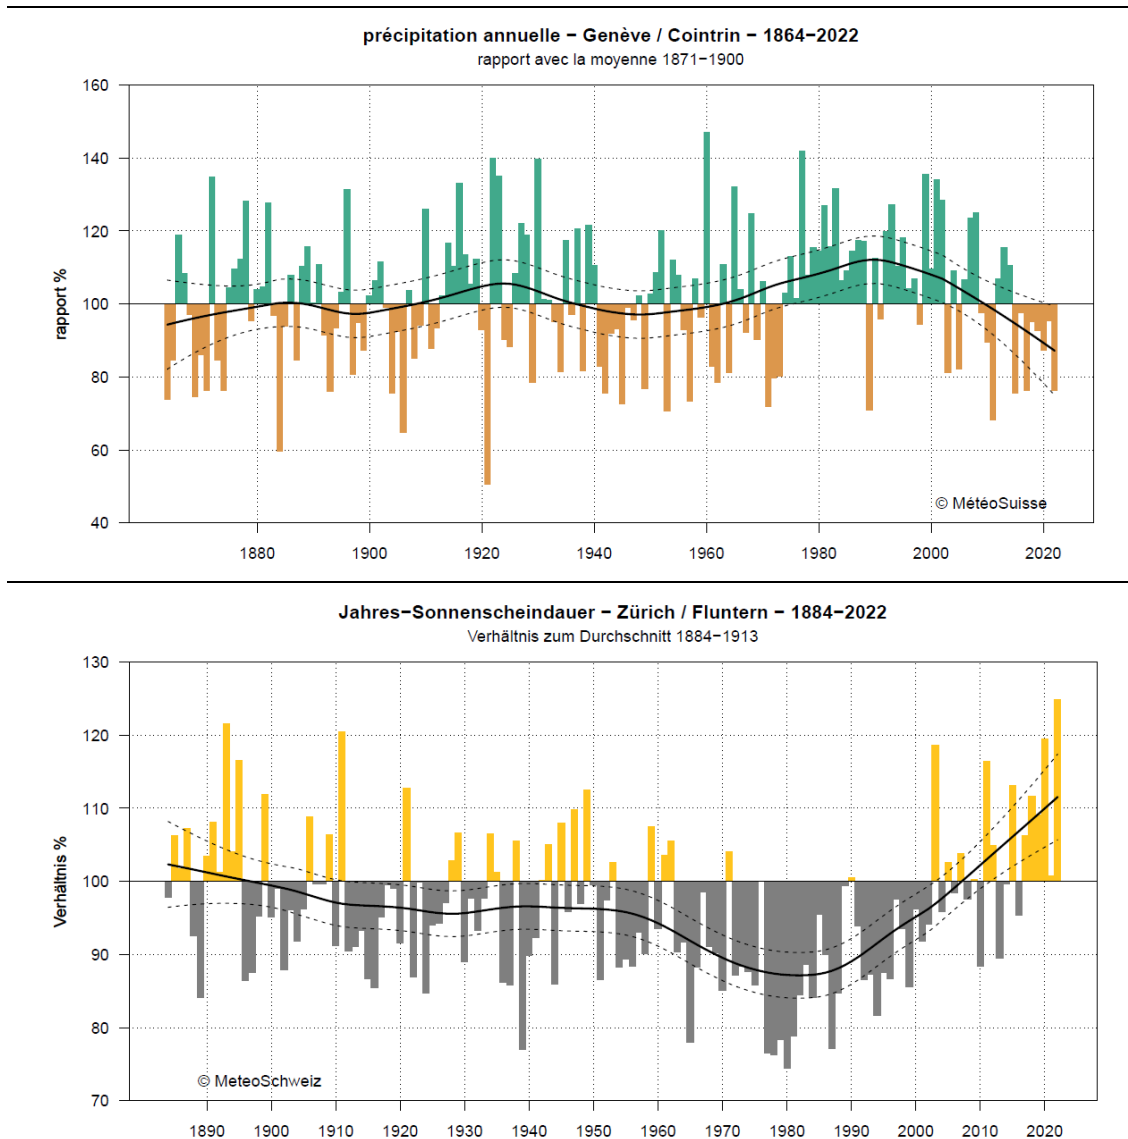 précipitation annuelle − Genève / Cointrin − 1864−2022
rapport avec la moyenne 1871−1900
160
140
120
100
80
60
40
rapport %
© MétéoSuisse
1880 1900 1920 1940 1960 1980 2000 2020
Jahres−Sonnenscheindauer − Zürich / Fluntern − 1884−2022
Verhältnis zum Durchschnitt 1884−1913
130
120
110
100
90
80
70
Verhältnis %
© MeteoSchweiz
1890 1900 1910 1920 1930 1940 1950 1960 1970 1980 1990 2000 2010 2020